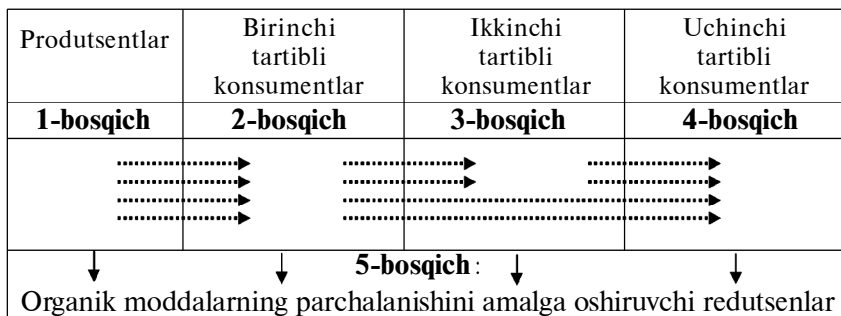 Produtsentlar
Birinchi
tartibli
konsumentlar
Ikkinchi
tartibli
konsumentlar
Uchinchi
tartibli
konsumentlar
1-bosqich
2-bosqich
3-bosqich
4-bosqich
5-bosqich:
Organik moddalarning parchalanishini amalga oshiruvchi redutsenlar